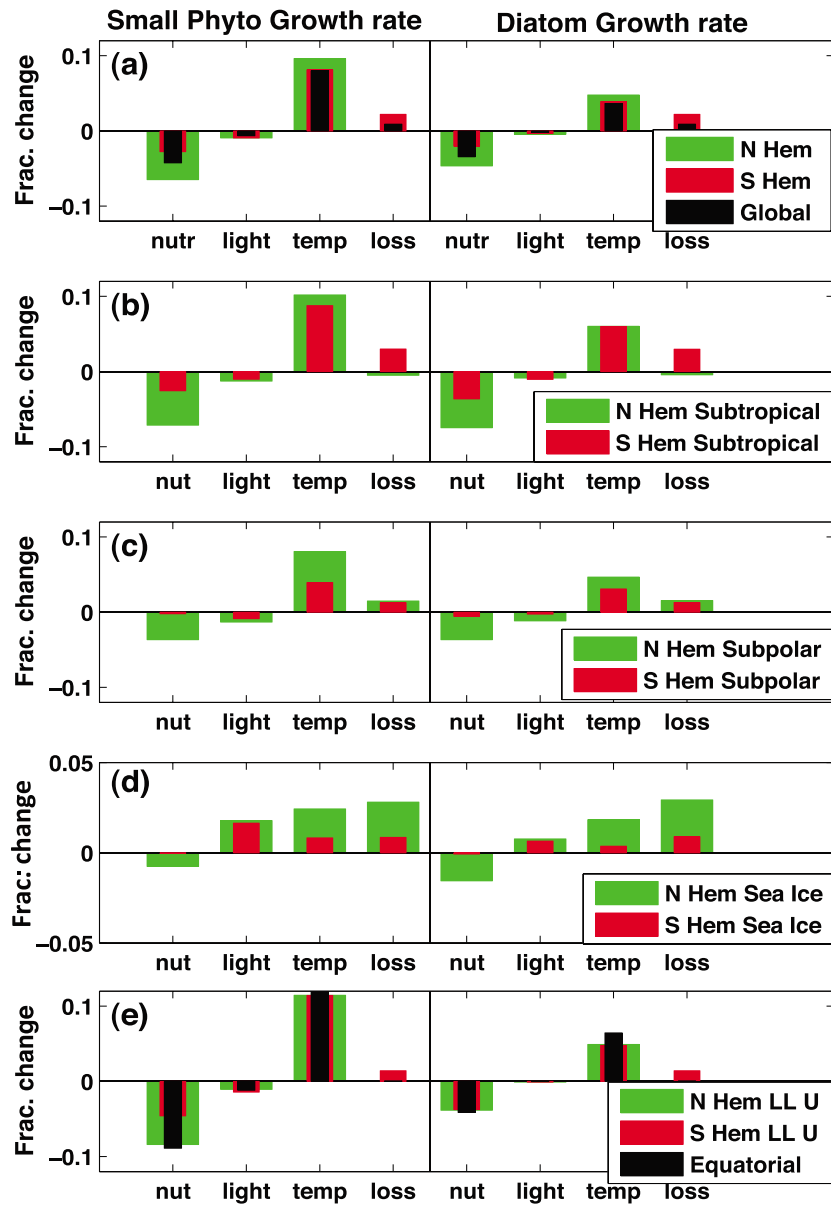 Small Phyto Growth rate
Diatom Growth rate
(a)
Frac. change
0.1
0
−0.1
nutr light temp loss
nutr light temp loss
N Hem
S Hem
Global
(b)
Frac. change
0.1
0
−0.1
nut light temp loss
nut light temp loss
N Hem Subtropical
S Hem Subtropical
(c)
Frac. change
0.1
0
−0.1
nut light temp loss
nut light temp loss
N Hem Subpolar
S Hem Subpolar
(d)
Frac: change
0.05
0
−0.05
nut light temp loss
nut light temp loss
N Hem Sea Ice
S Hem Sea Ice
(e)
Frac. change
0.1
0
−0.1
nut light temp loss
nut light temp loss
N Hem LL U
S Hem LL U
Equatorial